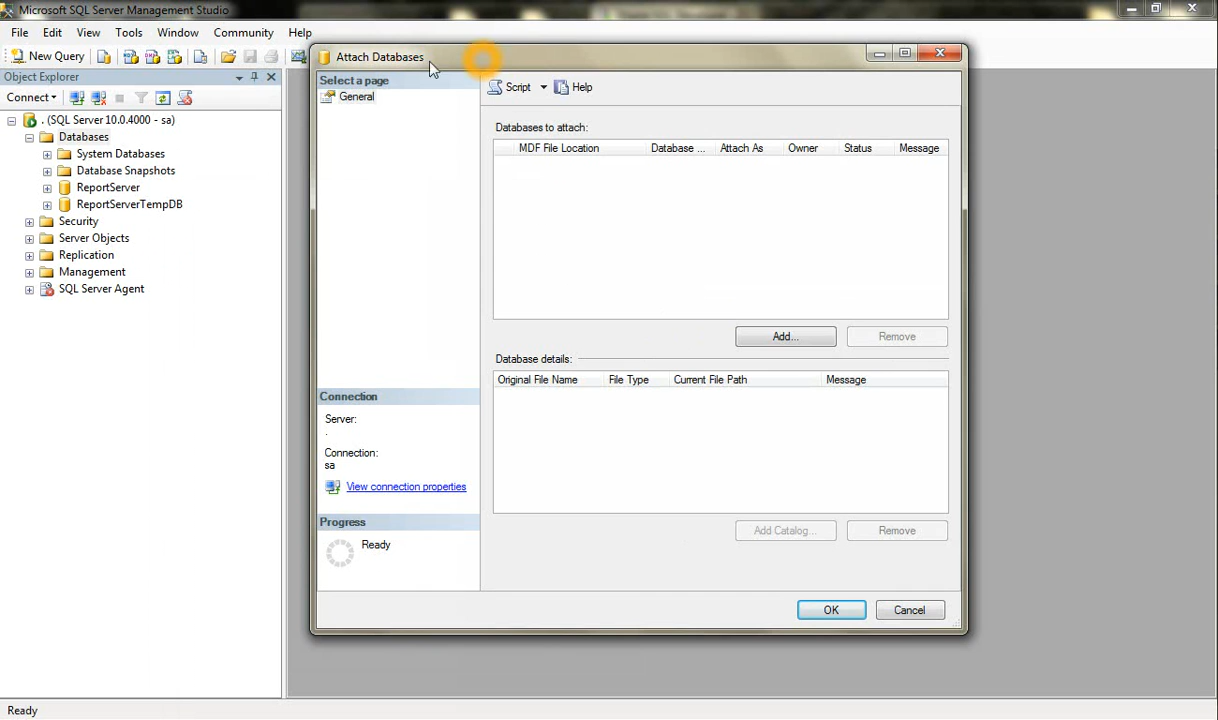 Microsoft SQL Server Management Studio
File Edit View Tools Window Community Help
New Query
Object Explorer
Connect
. (SQL Server 10.0.4000 - sa)
Databases
System Databases
Database Snapshots
ReportServer
ReportServerTempDB
Security
Server Objects
Replication
Management
SQL Server Agent
Attach Databases
Select a page
General
Script Help
Databases to attach:
MDF File Location Database ... Attach As Owner Status Message
Add... Remove
Database details:
Original File Name File Type Current File Path Message
Add Catalog... Remove
Connection
Server:
.
Connection:
sa
View connection properties
Progress
Ready
OK Cancel
Ready